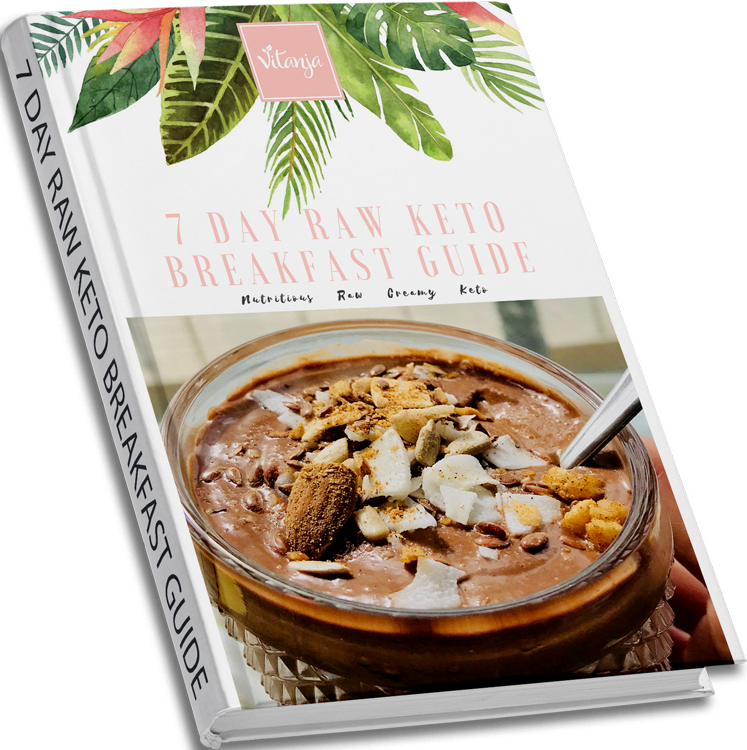 Vitanja
7 DAY RAW KETO
BREAKFAST GUIDE
Nutritious Raw Creamy Keto
7 DAY RAW KETO BREAKFAST GUIDE